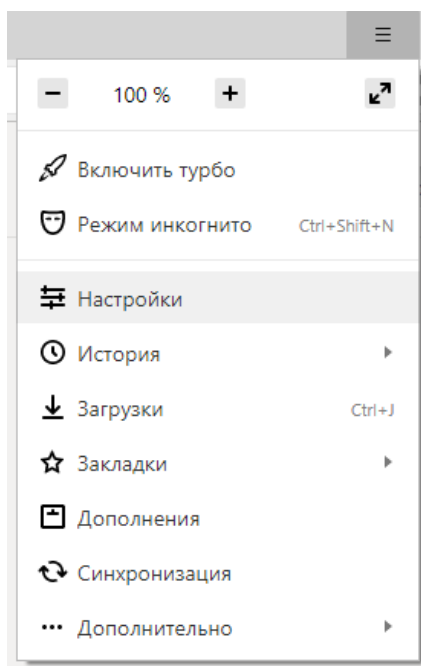 100 %
Включить турбо
Режим инкогнито Ctrl+Shift+N
Настройки
История
Загрузки Ctrl+J
Закладки
Дополнения
Синхронизация
Дополнительно